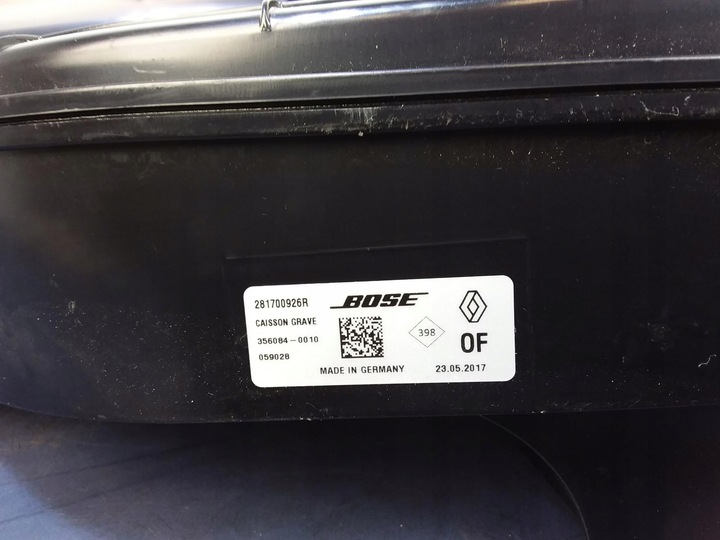 281700926R BOSE
CAISSON GRAVE
356084-0010 398 OF
059028
MADE IN GERMANY 23.05.2017